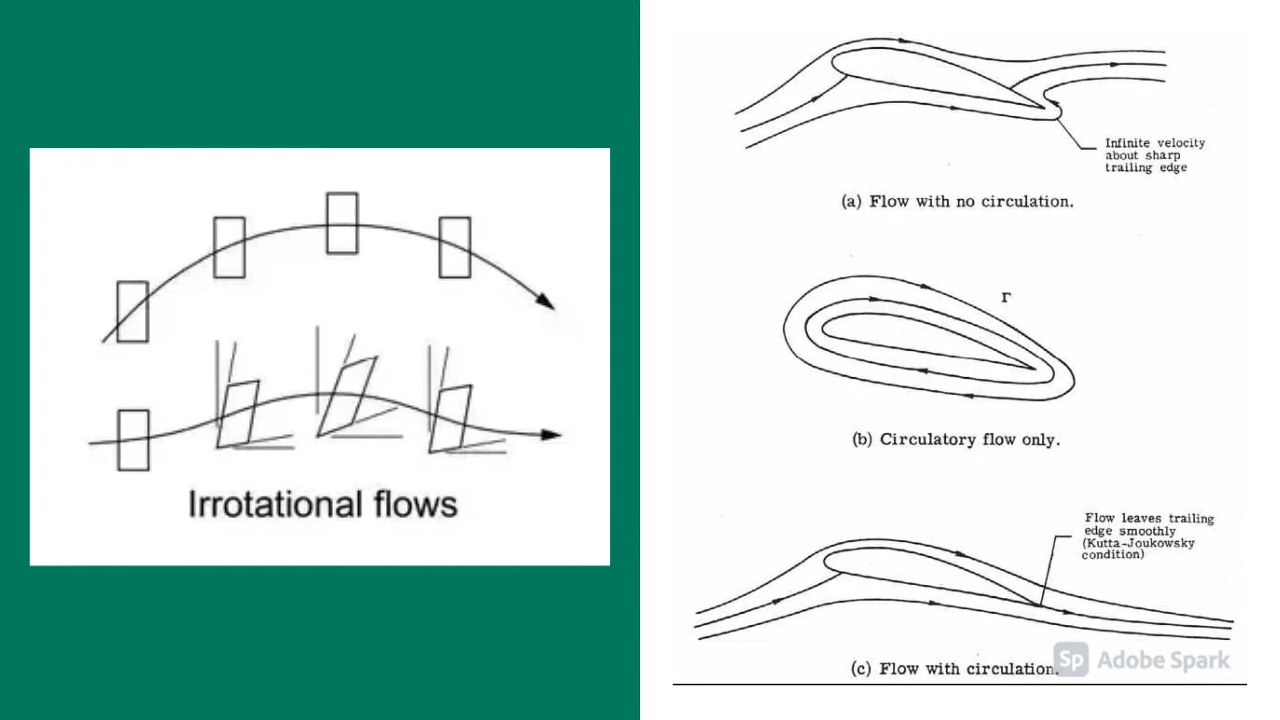 Irrotational flows
Infinite velocity
about sharp
trailing edge
(a) Flow with no circulation.
Γ
(b) Circulatory flow only.
Flow leaves trailing
edge smoothly
(Kutta-Joukowsky
condition)
(c) Flow with circulation.
Sp Adobe Spark